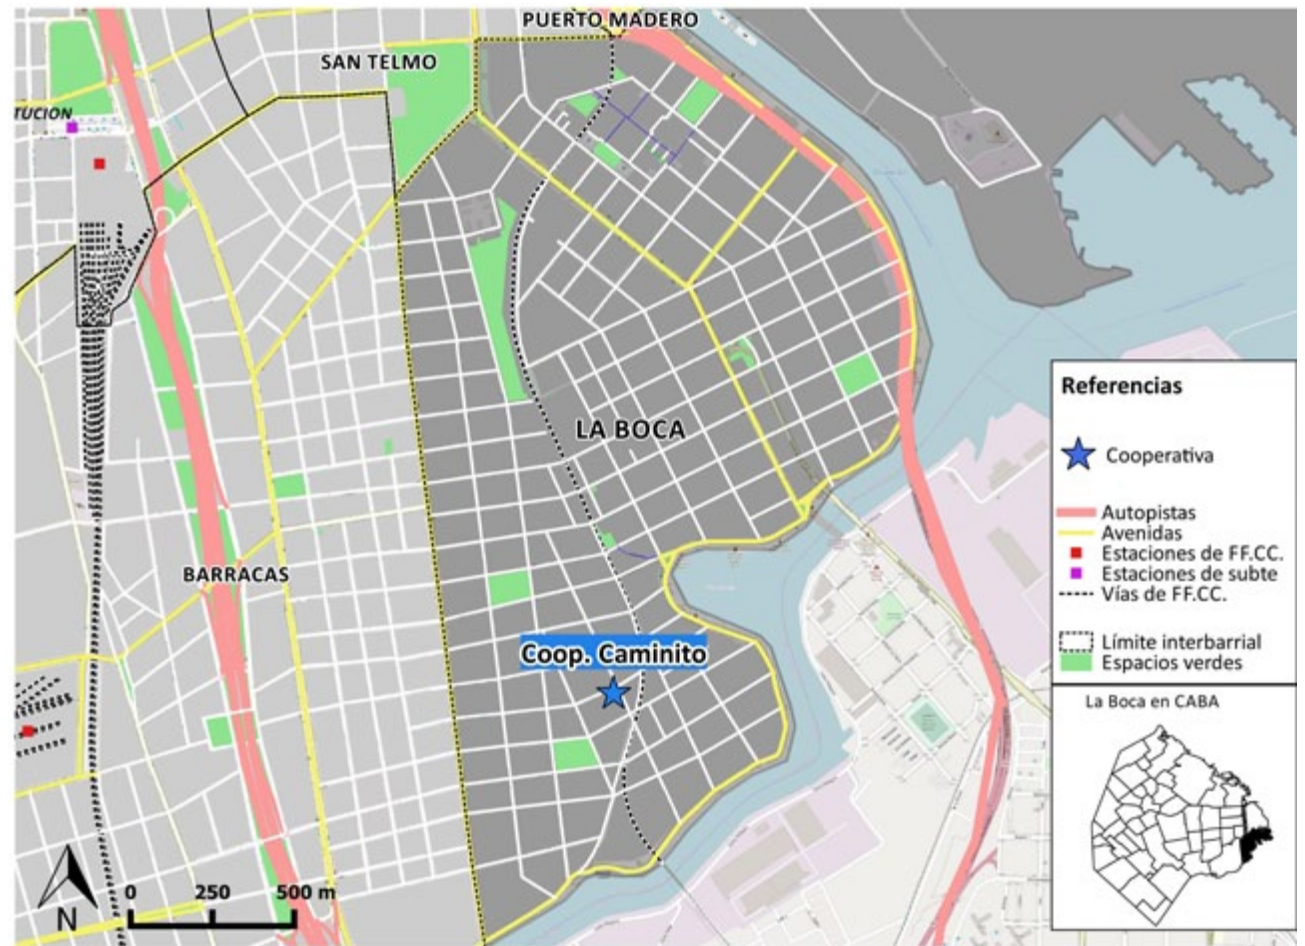 PUERTO MADERO
SAN TELMO
TUCION
LA BOCA
BARRACAS
Coop. Caminito
Referencias
Cooperativa
Autopistas
Avenidas
Estaciones de FF.CC.
Estaciones de subte
Vías de FF.CC.
Límite interbarrial
Espacios verdes
La Boca en CABA
0 250 500 m
N